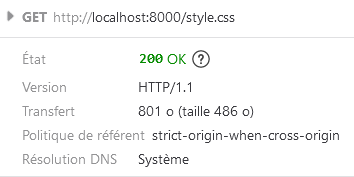 GET http://localhost:8000/style.css
État 200 OK ?
Version HTTP/1.1
Transfert 801 o (taille 486 o)
Politique de référent strict-origin-when-cross-origin
Résolution DNS Système